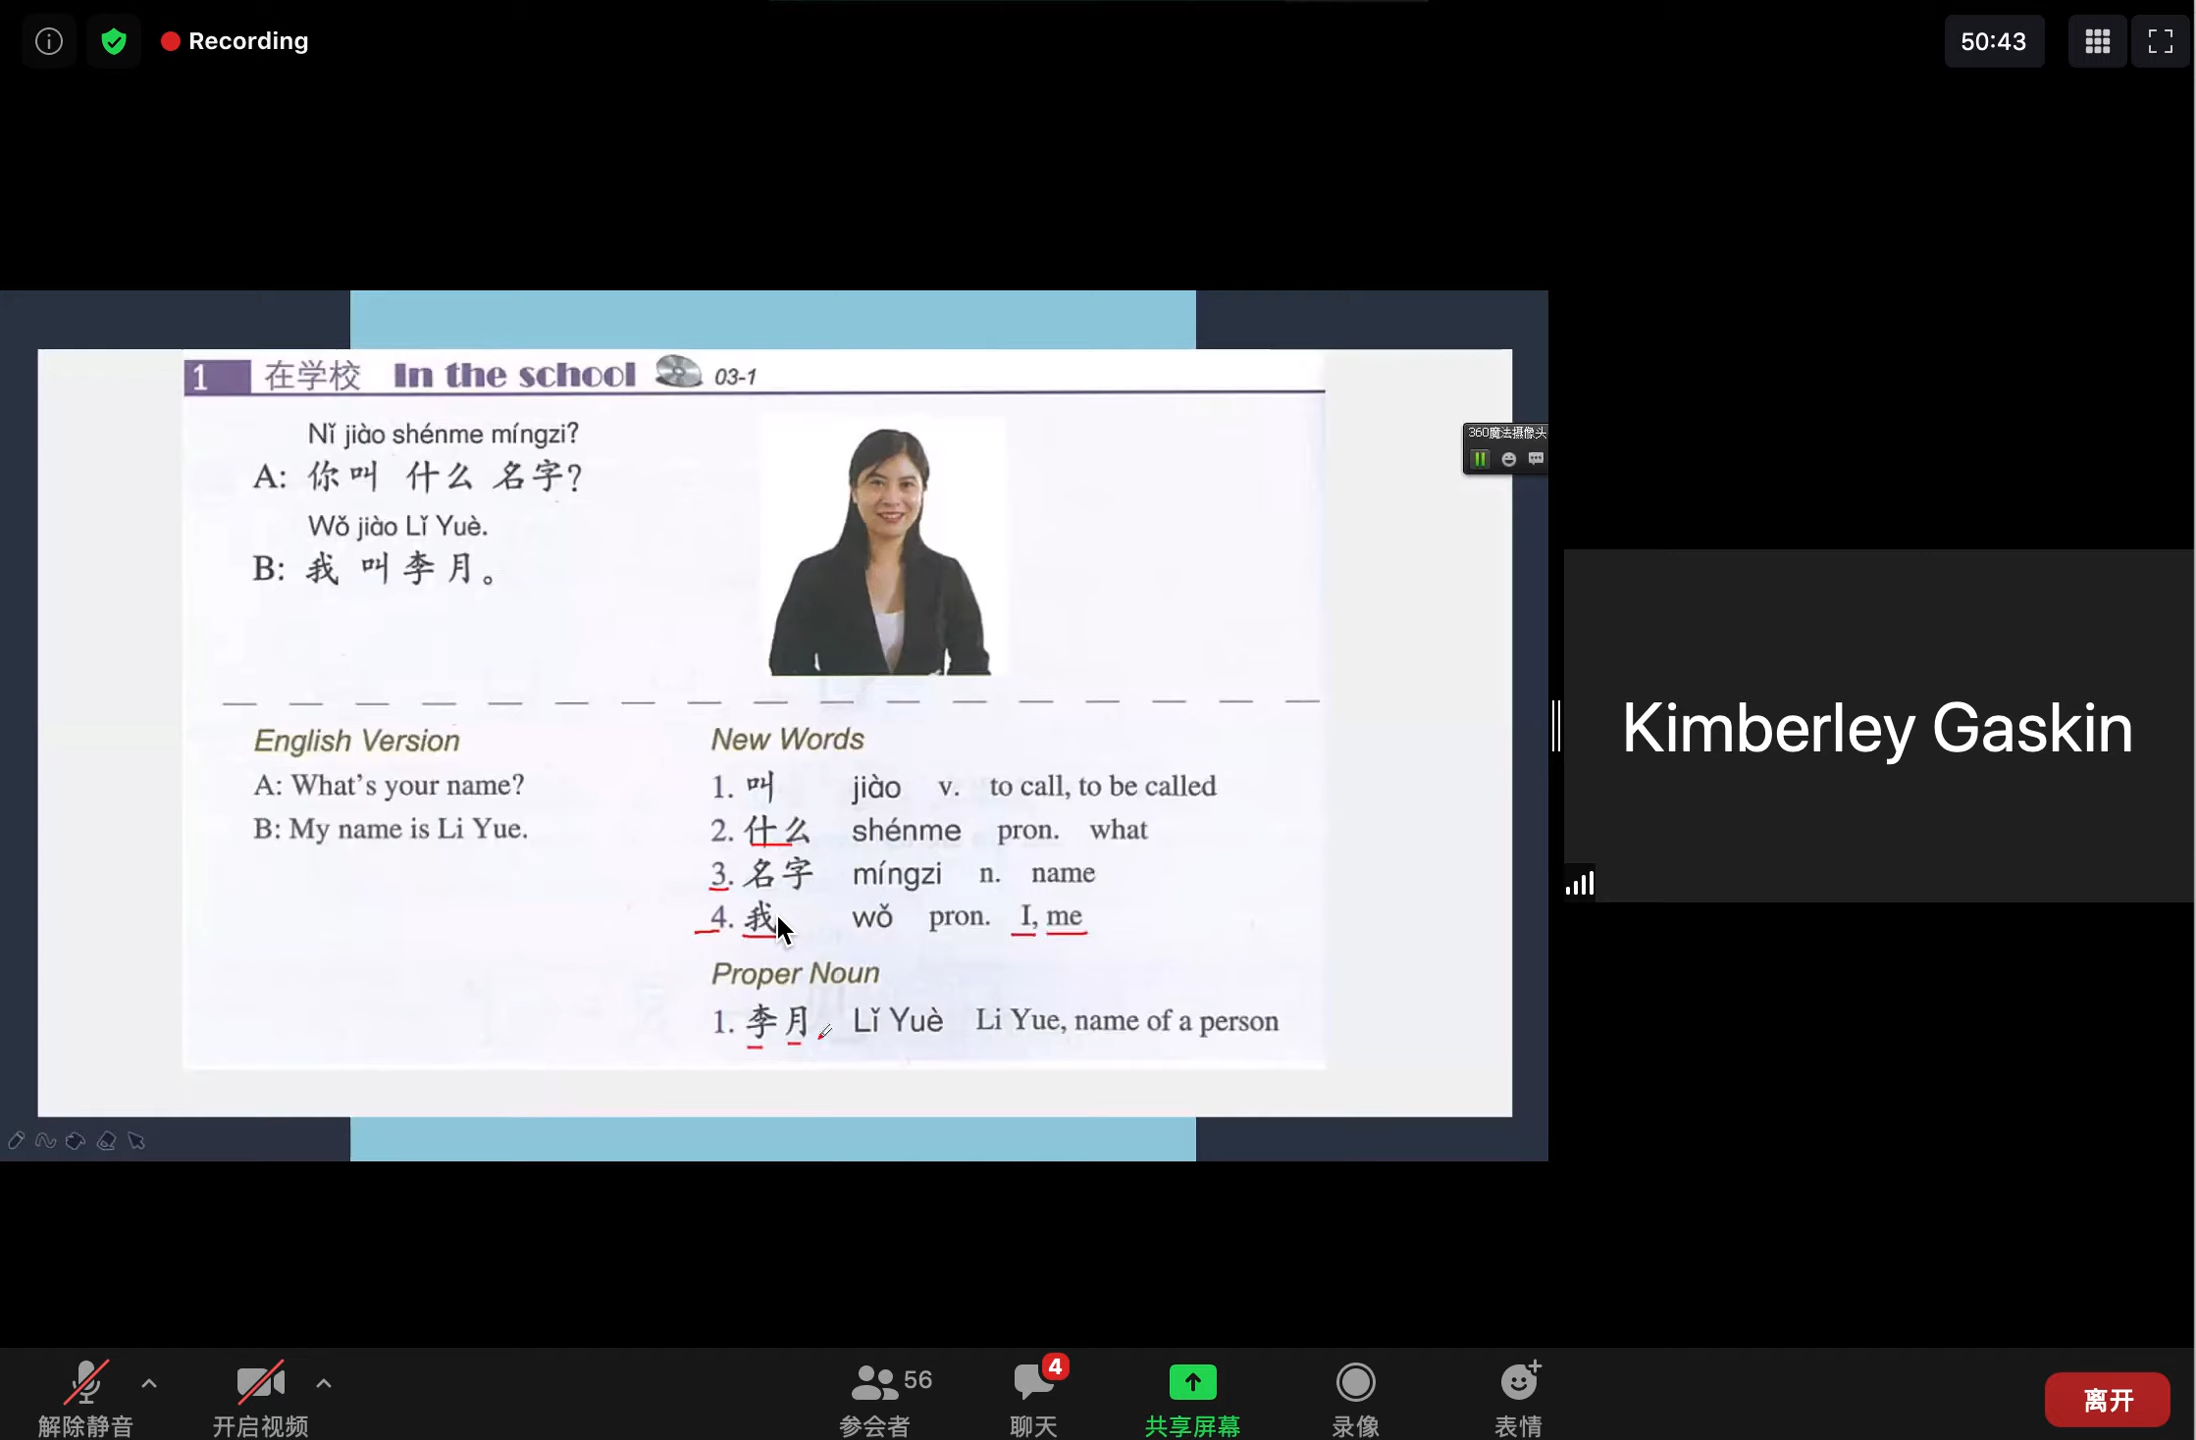 Recording
50:43
1 在学校 In the school 03-1
Nǐ jiào shénme míngzi?
A: 你叫 什么 名字?
Wǒ jiào Lǐ Yuè.
B: 我 叫李月。
English Version
A: What's your name?
B: My name is Li Yue.
New Words
1. 叫 jiào v. to call, to be called
2. 什么 shénme pron. what
3. 名字 míngzi n. name
4. 我 wǒ pron. I, me
Proper Noun
1. 李月 Lǐ Yuè Li Yue, name of a person
360魔法摄像头
Kimberley Gaskin
解除静音
开启视频
56
参会者
4
聊天
共享屏幕
录像
表情
离开